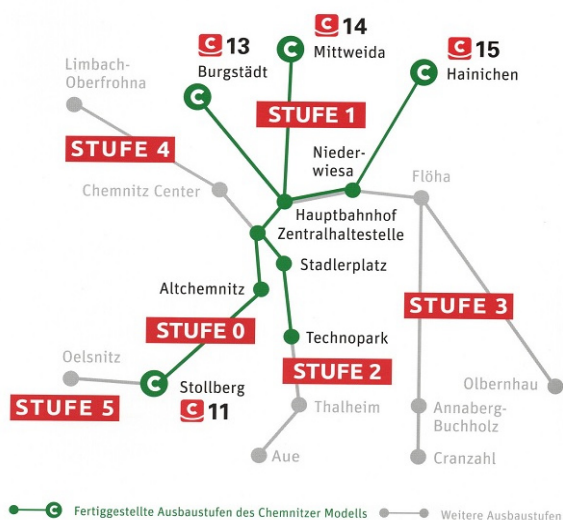 C 13
Burgstädt
C 14
Mittweida
C 15
Hainichen
Limbach-
Oberfrohna
C
C
C
STUFE 1
STUFE 4
Nieder-
wiesa
Chemnitz Center
Flöha
Hauptbahnhof
Zentralhaltestelle
Stadlerplatz
Altchemnitz
STUFE 3
STUFE 0
Technopark
Oelsnitz
STUFE 2
C
Stollberg
Olbernhau
STUFE 5
C 11
Thalheim
Annaberg-
Buchholz
Aue
Cranzahl
C Fertiggestellte Ausbaustufen des Chemnitzer Modells
Weitere Ausbaustufen